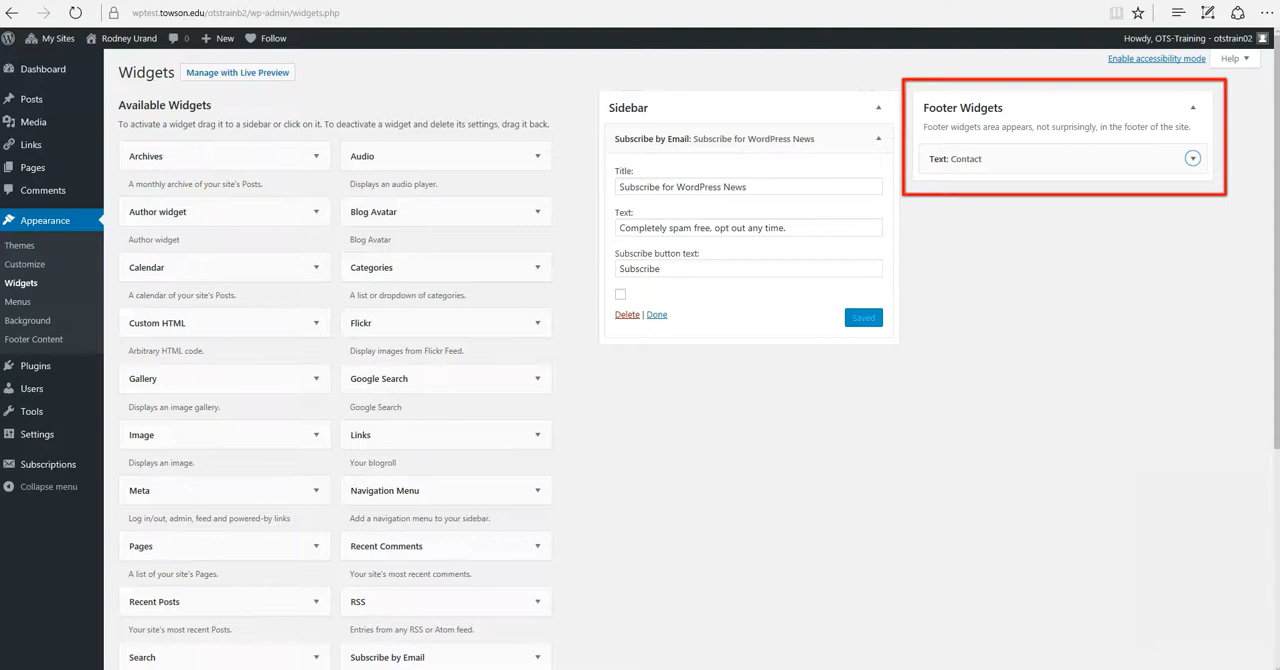 wptest.towson.edu/otstrainb2/wp-admin/widgets.php
My Sites
Rodney Urand
0
New
Follow
Howdy, OTS-Training - otstrain02
Dashboard
Posts
Media
Links
Pages
Comments
Appearance
Themes
Customize
Widgets
Menus
Background
Footer Content
Plugins
Users
Tools
Settings
Subscriptions
Collapse menu
Enable accessibility mode
Help
Widgets
Manage with Live Preview
Available Widgets
To activate a widget drag it to a sidebar or click on it. To deactivate a widget and delete its settings, drag it back.
Archives
A monthly archive of your site's Posts.
Audio
Displays an audio player.
Author widget
Author widget
Blog Avatar
Blog Avatar
Calendar
A calendar of your site's Posts.
Categories
A list or dropdown of categories.
Custom HTML
Arbitrary HTML code.
Flickr
Display images from Flickr Feed.
Gallery
Displays an image gallery.
Google Search
Google Search
Image
Displays an image.
Links
Your blogroll
Meta
Log in/out, admin, feed and powered-by links
Navigation Menu
Add a navigation menu to your sidebar.
Pages
A list of your site's Pages.
Recent Comments
Your site's most recent comments.
Recent Posts
Your site's most recent Posts.
RSS
Entries from any RSS or Atom feed.
Search
Subscribe by Email
Sidebar
Subscribe by Email: Subscribe for WordPress News
Title:
Subscribe for WordPress News
Text:
Completely spam free, opt out any time.
Subscribe button text:
Subscribe
Delete | Done
Saved
Footer Widgets
Footer widgets area appears, not surprisingly, in the footer of the site.
Text: Contact